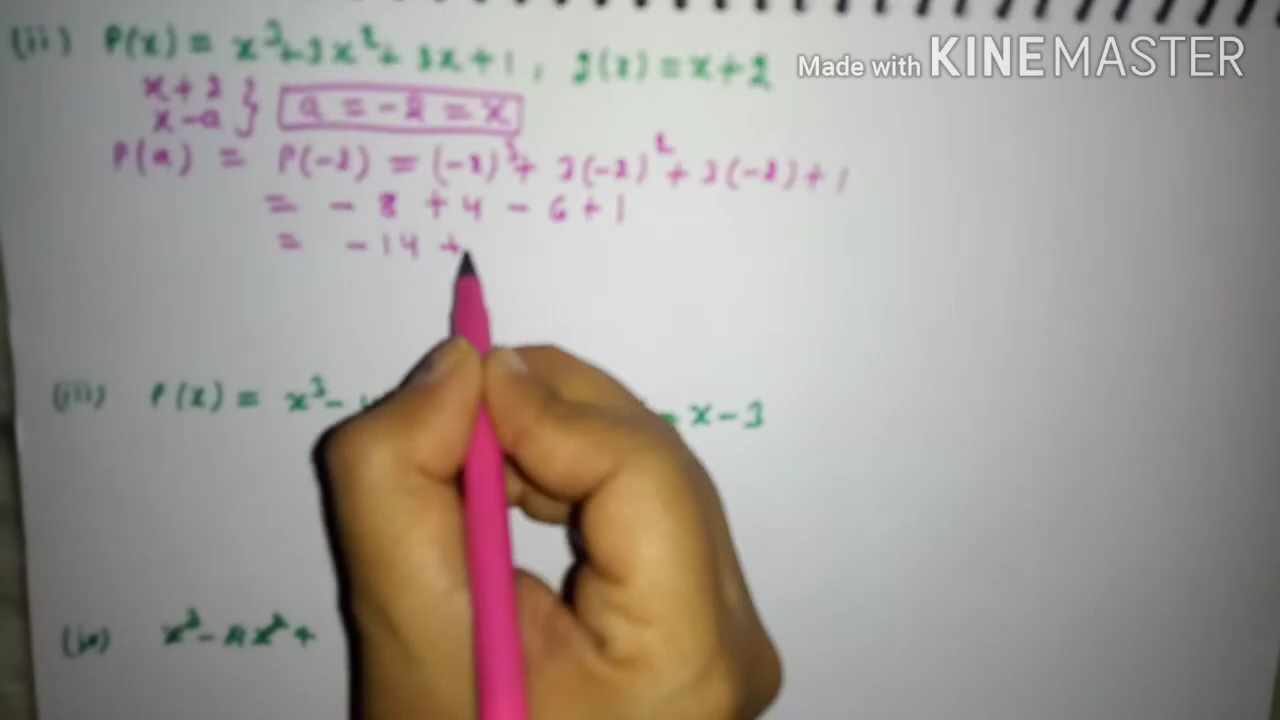 (ii) P(x) = x³+3x²+ 3x+1, g(x) = x+2
Made with KINEMASTER
x+2
x-a } a = -2 = x
P(a) = P(-2) = (-2)³+ 3(-2)²+ 3(-2)+1
= - 8 + 4 - 6 + 1
= -14 +
(iii) P(x) = x³- x-3
(iv) x³-4x²+